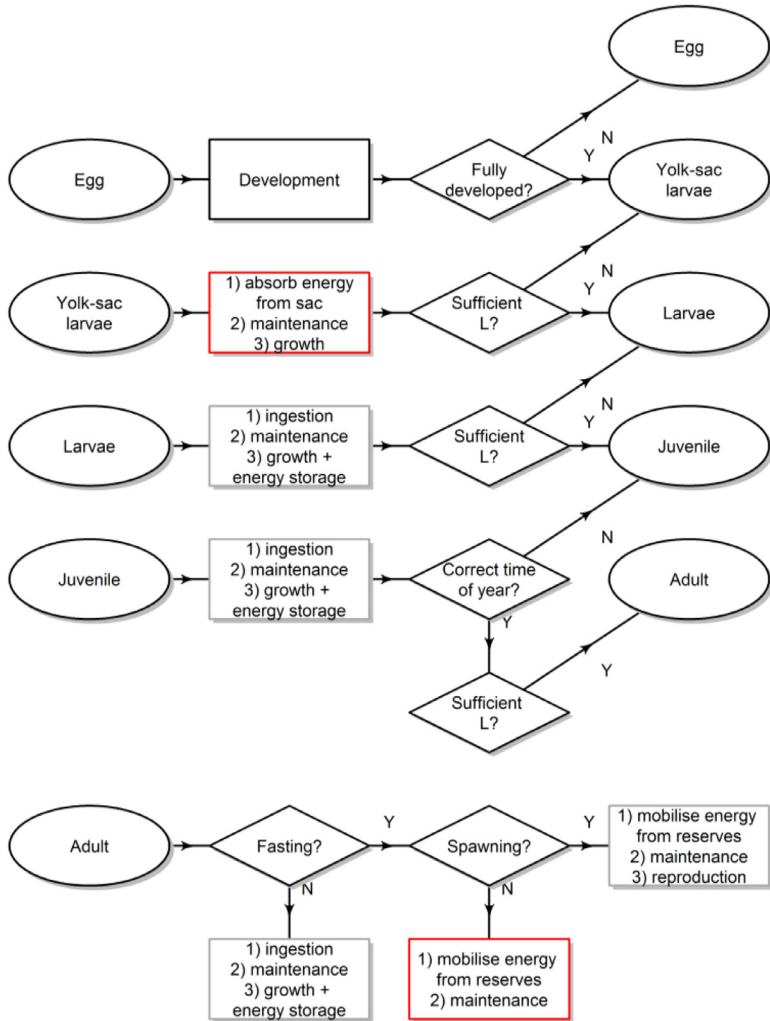 Egg
Egg
Development
Fully
developed?
N
Y
Yolk-sac
larvae
Yolk-sac
larvae
1) absorb energy
from sac
2) maintenance
3) growth
Sufficient
L?
N
Y
Larvae
Larvae
1) ingestion
2) maintenance
3) growth +
energy storage
Sufficient
L?
N
Y
Juvenile
Juvenile
1) ingestion
2) maintenance
3) growth +
energy storage
Correct time
of year?
N
Y
Adult
Sufficient
L?
Y
Adult
Fasting?
Y
Spawning?
Y
1) mobilise energy
from reserves
2) maintenance
3) reproduction
N
N
1) ingestion
2) maintenance
3) growth +
energy storage
1) mobilise energy
from reserves
2) maintenance